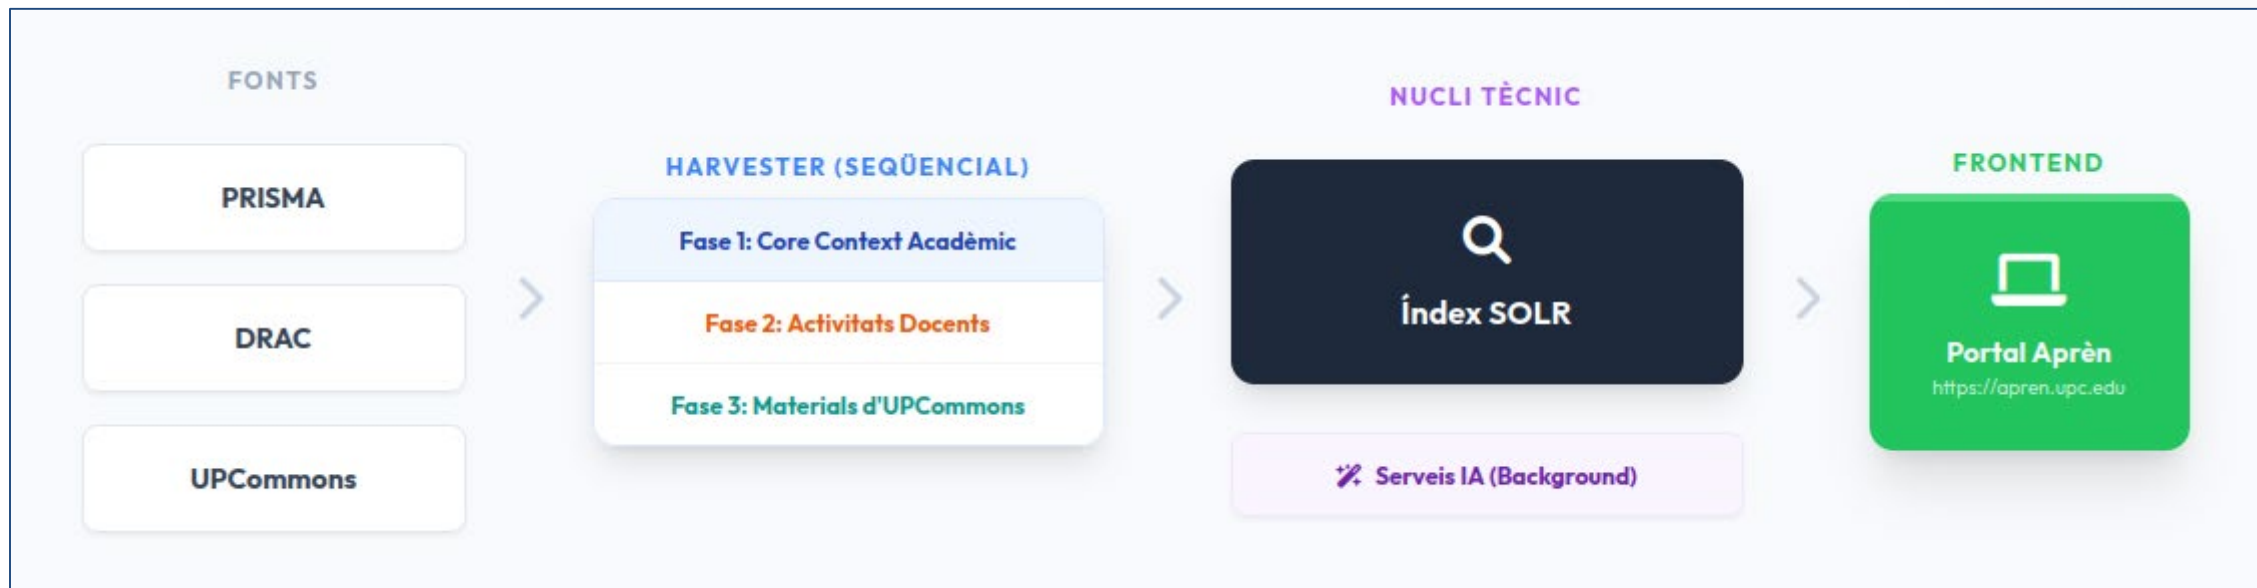 FONTS
PRISMA
DRAC
UPCommons
HARVESTER (SEQÜENCIAL)
Fase 1: Core Context Acadèmic
Fase 2: Activitats Docents
Fase 3: Materials d'UPCommons
NUCLI TÈCNIC
Índex SOLR
Serveis IA (Background)
FRONTEND
Portal Aprèn
https://apren.upc.edu